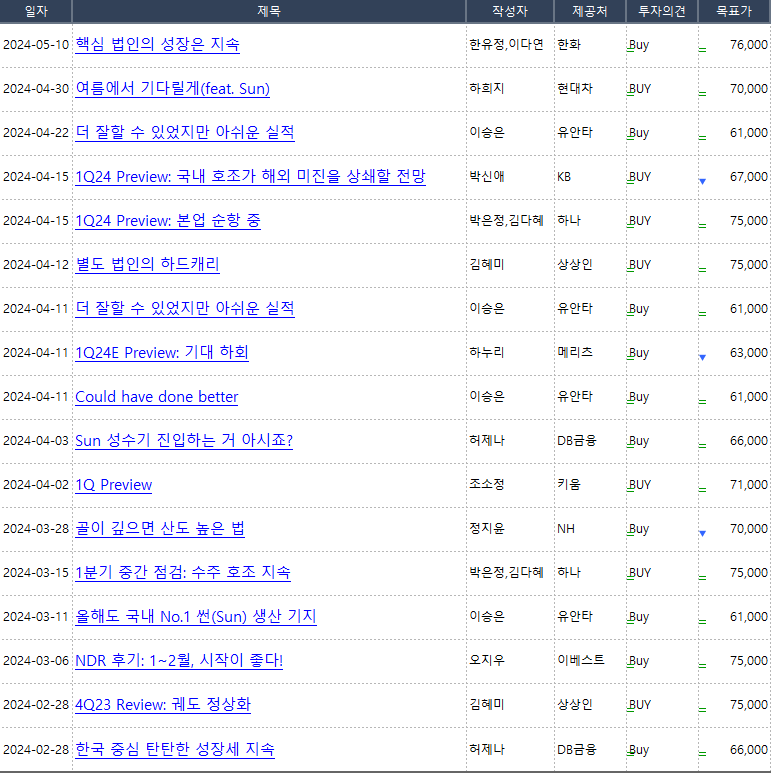 일자 제목 작성자 제공처 투자의견 목표가
2024-05-10 핵심 법인의 성장은 지속 한유정,이다연 한화 Buy 76,000
2024-04-30 여름에서 기다릴게(feat. Sun) 하희지 현대차 BUY 70,000
2024-04-22 더 잘할 수 있었지만 아쉬운 실적 이승은 유안타 Buy 61,000
2024-04-15 1Q24 Preview: 국내 호조가 해외 미진을 상쇄할 전망 박신애 KB BUY ▼ 67,000
2024-04-15 1Q24 Preview: 본업 순항 중 박은정,김다혜 하나 BUY 75,000
2024-04-12 별도 법인의 하드캐리 김혜미 상상인 BUY 75,000
2024-04-11 더 잘할 수 있었지만 아쉬운 실적 이승은 유안타 Buy 61,000
2024-04-11 1Q24E Preview: 기대 하회 하누리 메리츠 Buy ▼ 63,000
2024-04-11 Could have done better 이승은 유안타 Buy 61,000
2024-04-03 Sun 성수기 진입하는 거 아시죠? 허제나 DB금융 Buy 66,000
2024-04-02 1Q Preview 조소정 키움 BUY 71,000
2024-03-28 골이 깊으면 산도 높은 법 정지윤 NH Buy ▼ 70,000
2024-03-15 1분기 중간 점검: 수주 호조 지속 박은정,김다혜 하나 BUY 75,000
2024-03-11 올해도 국내 No.1 썬(Sun) 생산 기지 이승은 유안타 Buy 61,000
2024-03-06 NDR 후기: 1~2월, 시작이 좋다! 오지우 이베스트 Buy 75,000
2024-02-28 4Q23 Review: 궤도 정상화 김혜미 상상인 BUY 75,000
2024-02-28 한국 중심 탄탄한 성장세 지속 허제나 DB금융 Buy 66,000